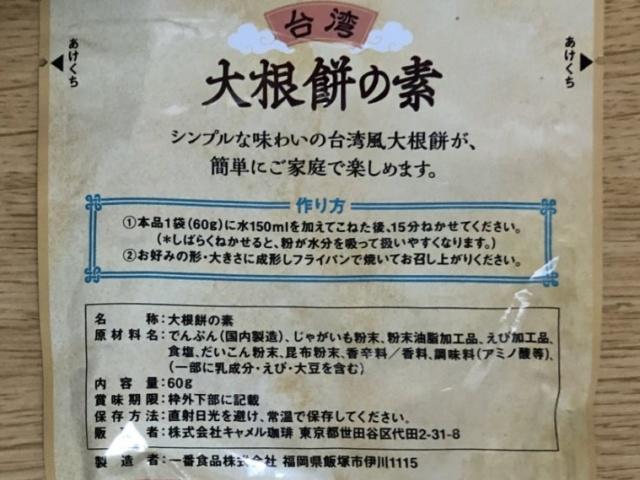 台湾
あけくち
あけくち
大根餅の素
シンプルな味わいの台湾風大根餅が、
簡単にご家庭で楽しめます。
作り方
①本品1袋(60g)に水150mlを加えてこねた後、15分ねかせてください。
(*しばらくねかせると、粉が水分を吸って扱いやすくなります。)
②お好みの形・大きさに成形しフライパンで焼いてお召し上がりください。
名称:大根餅の素
原材料名:でんぷん(国内製造)、じゃがいも粉末、粉末油脂加工品、えび加工品、
食塩、だいこん粉末、昆布粉末、香辛料/香料、調味料(アミノ酸等)、
(一部に乳成分・えび・大豆を含む)
内容量:60g
賞味期限:枠外下部に記載
保存方法:直射日光を避け、常温で保存してください。
販売者:株式会社キャメル珈琲 東京都世田谷区代田2-31-8
製造者:一番食品株式会社 福岡県飯塚市伊川1115